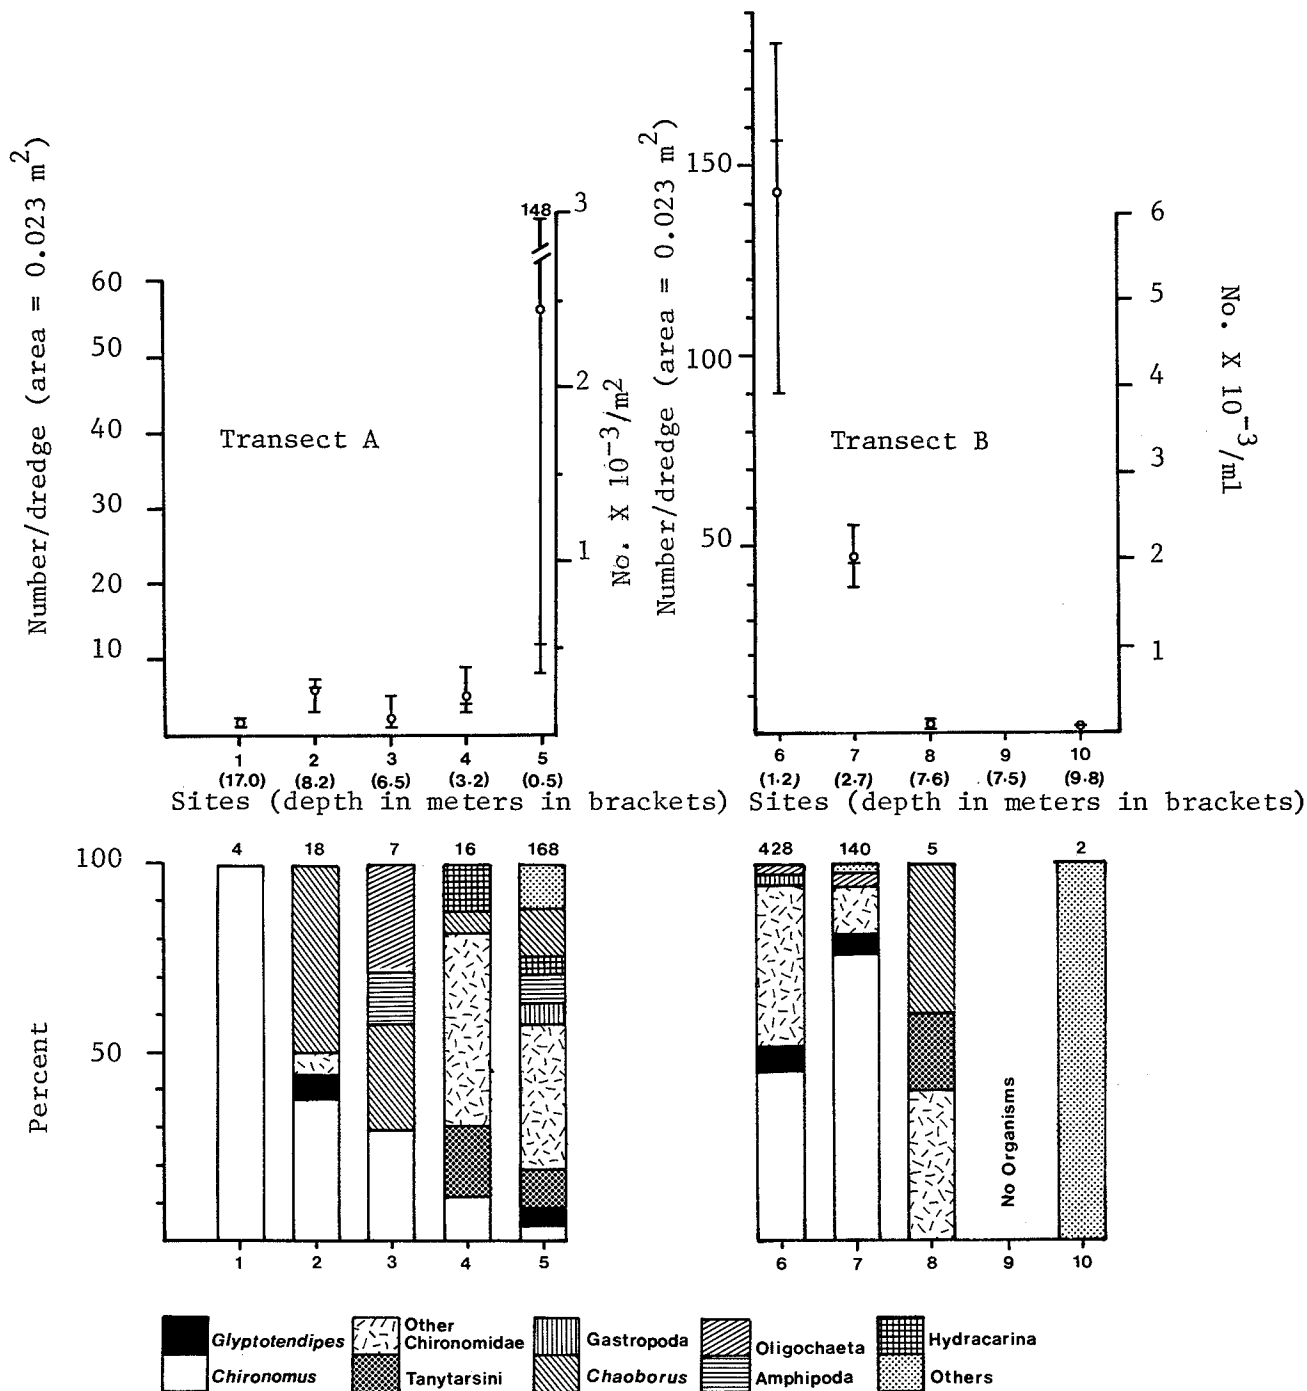 Number/dredge (area = 0.023 m²)
60
50
40
30
20
10
Transect A
148
3
2
1
No. X 10⁻³/m²
1 2 3 4 5
(17.0) (8.2) (6.5) (3.2) (0.5)
Sites (depth in meters in brackets)
Number/dredge (area = 0.023 m²)
150
100
50
Transect B
6
5
4
3
2
1
No. X 10⁻³/ml
6 7 8 9 10
(1.2) (2.7) (7.6) (7.5) (9.8)
Sites (depth in meters in brackets)
Percent
100
50
4 18 7 16 168
1 2 3 4 5
428 140 5 2
No Organisms
6 7 8 9 10
Glyptotendipes
Chironomus
Other
Chironomidae
Tanytarsini
Gastropoda
Chaoborus
Oligochaeta
Amphipoda
Hydracarina
Others